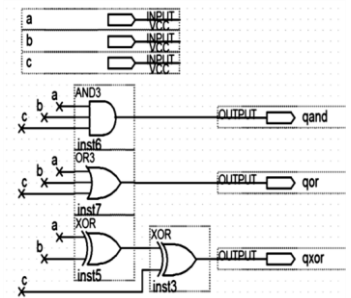 a INPUT VCC
b INPUT VCC
c INPUT VCC
AND3
a
b
c
OUTPUT qand
inst6
OR3
a
b
c
OUTPUT qor
inst7
XOR
a
b
XOR
OUTPUT qxor
inst5
inst3
c